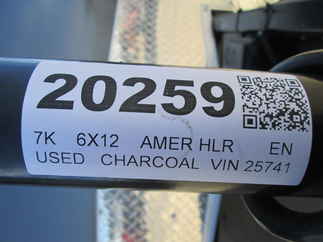 20259
7K 6X12 AMER HLR EN
USED CHARCOAL VIN 25741